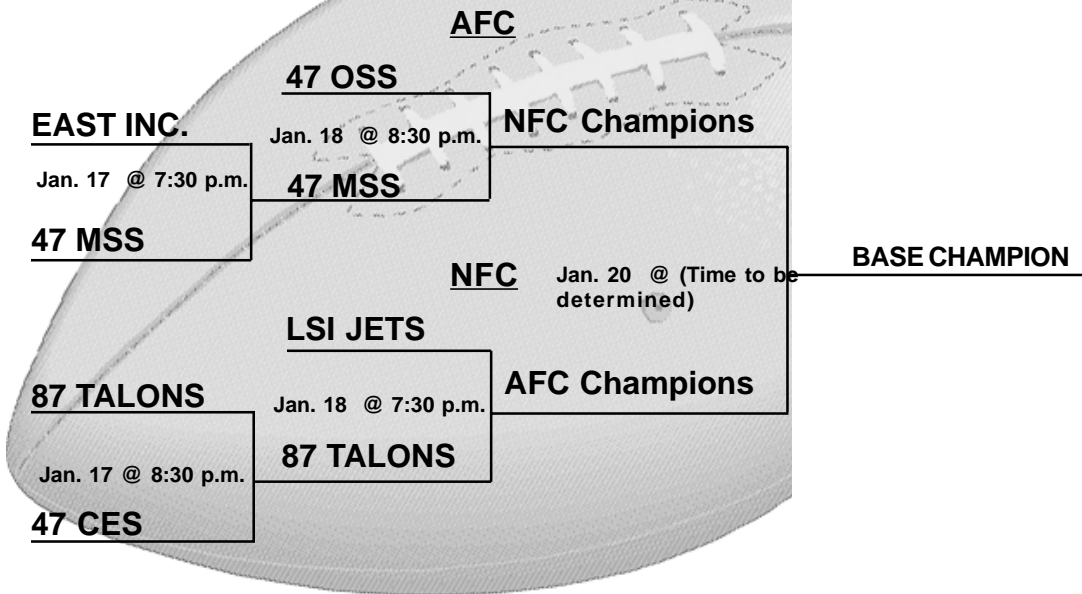 AFC
47 OSS
EAST INC.
Jan. 18 @ 8:30 p.m.
NFC Champions
Jan. 17 @ 7:30 p.m.
47 MSS
47 MSS
BASE CHAMPION
NFC
Jan. 20 @ (Time to be
determined)
LSI JETS
87 TALONS
Jan. 18 @ 7:30 p.m.
AFC Champions
87 TALONS
Jan. 17 @ 8:30 p.m.
47 CES